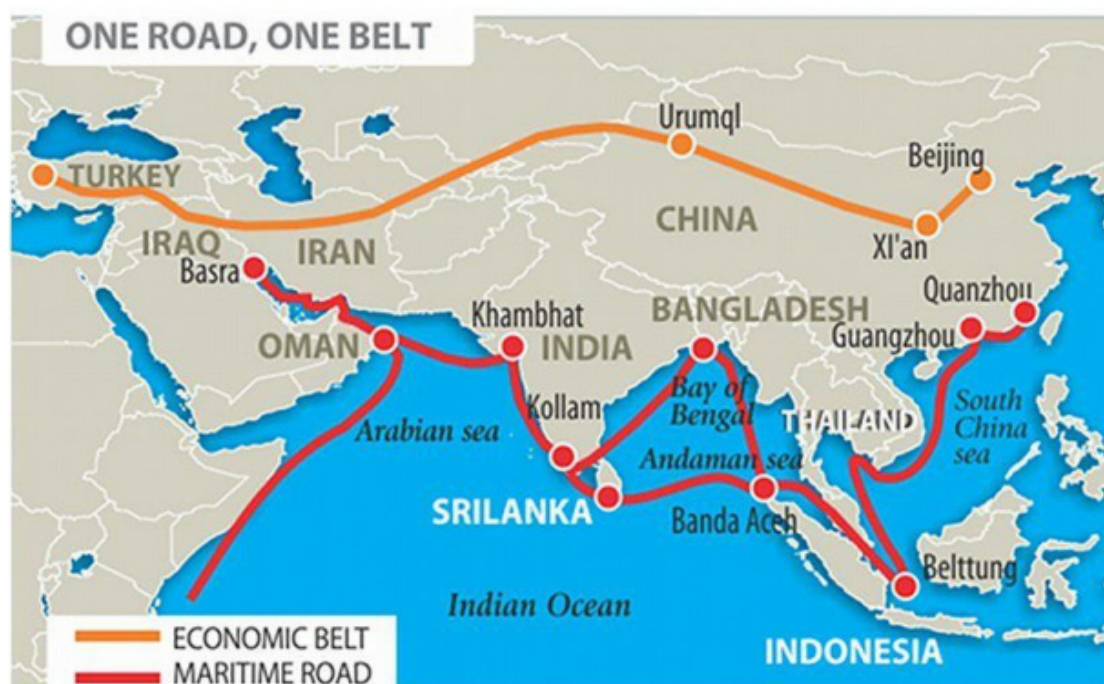 ONE ROAD, ONE BELT
Urumql
Beijing
TURKEY
CHINA
IRAQ
IRAN
XI'an
Basra
Quanzhou
Khambhat
BANGLADESH
Guangzhou
OMAN
INDIA
Bay of
Bengal
Kollam
THAILAND
South
China
sea
Arabian sea
Andaman sea
SRILANKA
Banda Aceh
Belttung
Indian Ocean
ECONOMIC BELT
INDONESIA
MARITIME ROAD